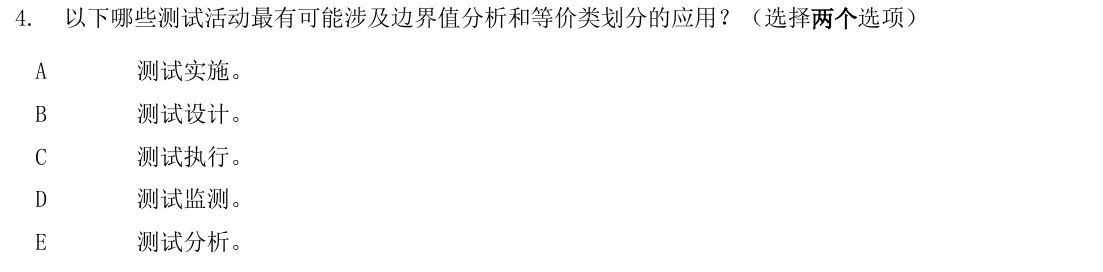 4. 以下哪些测试活动最有可能涉及边界值分析和等价类划分的应用？（选择两个选项）
A 测试实施。
B 测试设计。
C 测试执行。
D 测试监测。
E 测试分析。